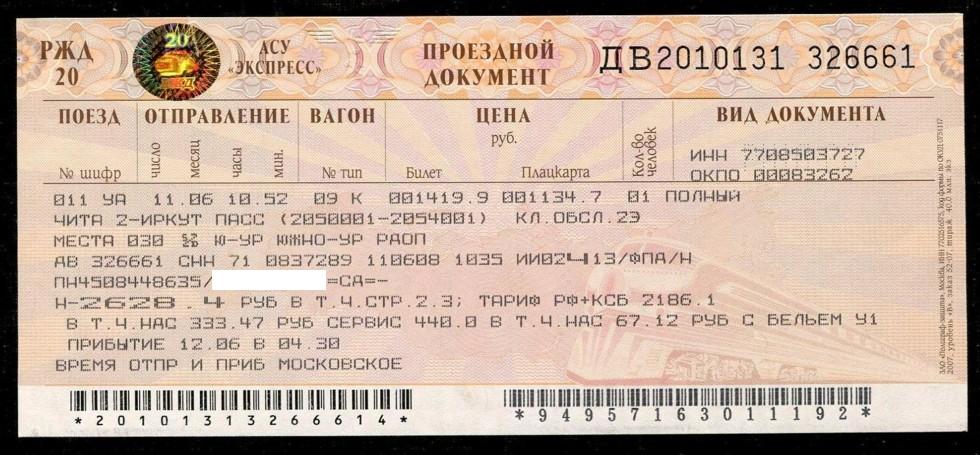 РЖД АСУ ПРОЕЗДНОЙ ДВ2010131 326661
20 20 «ЭКСПРЕСС» ДОКУМЕНТ
ПОЕЗД ОТПРАВЛЕНИЕ ВАГОН ЦЕНА ВИД ДОКУМЕНТА
руб.
№ шифр число месяц часы мин. № тип Билет Плацкарта Кол-во человек
ИНН 7708503727
ОКПО 00083262
011 УА 11.06 10.52 09 К 001419.9 001134.7 01 ПОЛНЫЙ
ЧИТА 2-ИРКУТ ПАСС (2050001-2054001) КЛ.ОБСЛ.2Э
МЕСТА 030 Ю-УР ЮЖНО-УР РАОП
АВ 326661 СНН 71 0837289 110608 1035 ИИ02413/ФПА/Н
ПН4508448635/ =СД=-
Н-2628.4 РУБ В Т.Ч.СТР.2.3; ТАРИФ РФ+КСБ 2186.1
В Т.Ч.НДС 333.47 РУБ СЕРВИС 440.0 В Т.Ч.НДС 67.12 РУБ С БЕЛЬЕМ У1
ПРИБЫТИЕ 12.06 В 04.30
ВРЕМЯ ОТПР И ПРИБ МОСКОВСКОЕ
*20101313266614*
*9495716301011192*